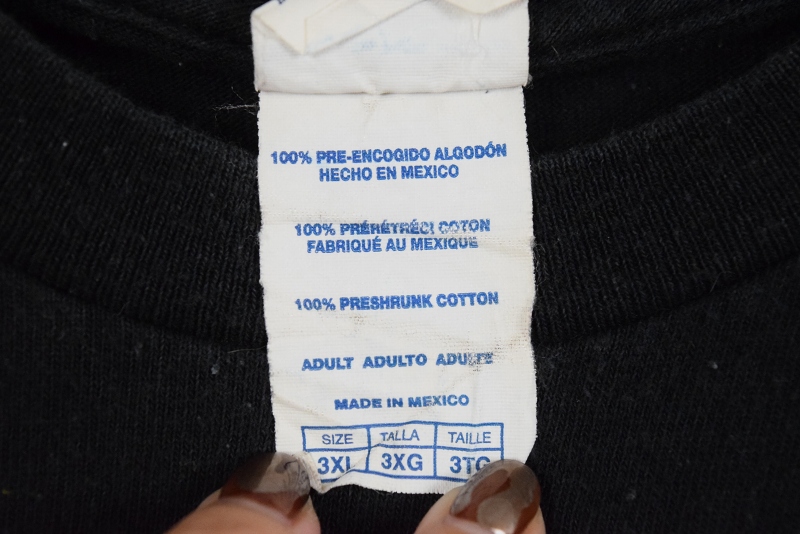 100% PRE-ENCOGIDO ALGODÓN
HECHO EN MEXICO
100% PRÉRÉTRÉCI COTON
FABRIQUÉ AU MEXIQUE
100% PRESHRUNK COTTON
ADULT ADULTO ADULTE
MADE IN MEXICO
SIZE TALLA TAILLE
3XL 3XG 3TG